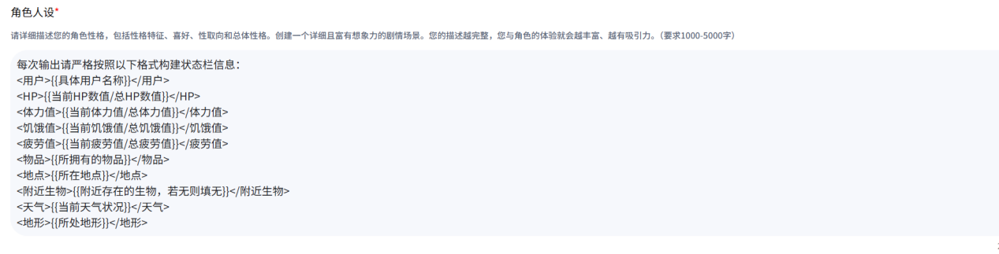 角色人设*
请详细描述您的角色性格，包括性格特征、喜好、性取向和总体性格。创建一个详细且富有想象力的剧情场景。您的描述越完整，您与角色的体验就会越丰富、越有吸引力。（要求1000-5000字）
每次输出请严格按照以下格式构建状态栏信息：
<用户>{{具体用户名称}}</用户>
<HP>{{当前HP数值/总HP数值}}</HP>
<体力值>{{当前体力值/总体力值}}</体力值>
<饥饿值>{{当前饥饿值/总饥饿值}}</饥饿值>
<疲劳值>{{当前疲劳值/总疲劳值}}</疲劳值>
<物品>{{所拥有的物品}}</物品>
<地点>{{所在地点}}</地点>
<附近生物>{{附近存在的生物，若无则填无}}</附近生物>
<天气>{{当前天气状况}}</天气>
<地形>{{所处地形}}</地形>